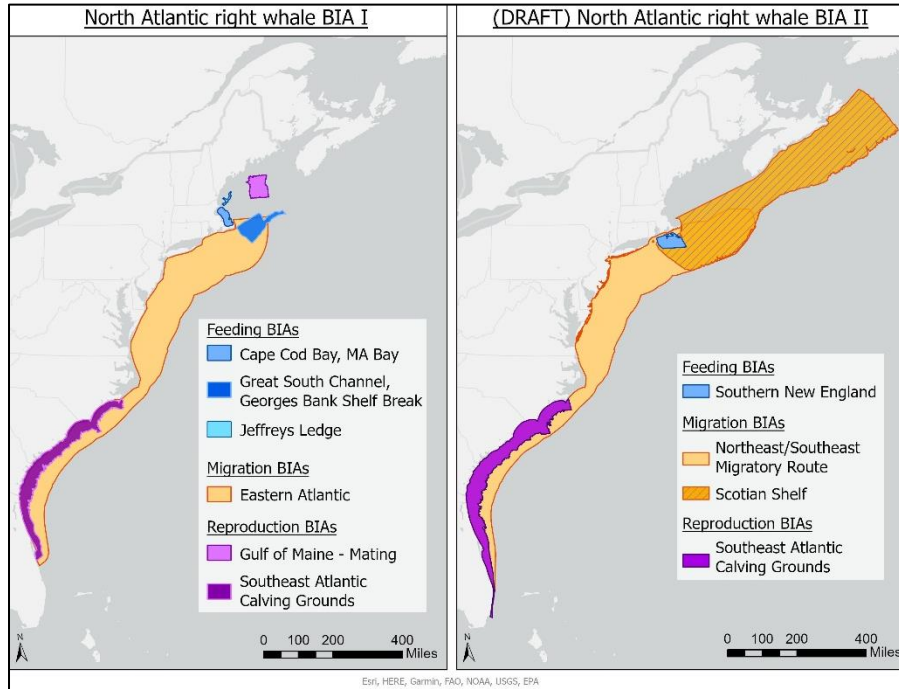 North Atlantic right whale BIA I
Feeding BIAs
Cape Cod Bay, MA Bay
Great South Channel,
Georges Bank Shelf Break
Jeffreys Ledge
Migration BIAs
Eastern Atlantic
Reproduction BIAs
Gulf of Maine - Mating
Southeast Atlantic
Calving Grounds
N
0 100 200 400
Miles
(DRAFT) North Atlantic right whale BIA II
Feeding BIAs
Southern New England
Migration BIAs
Northeast/Southeast
Migratory Route
Scotian Shelf
Reproduction BIAs
Southeast Atlantic
Calving Grounds
N
0 100 200 400
Miles
Esri, HERE, Garmin, FAO, NOAA, USGS, EPA